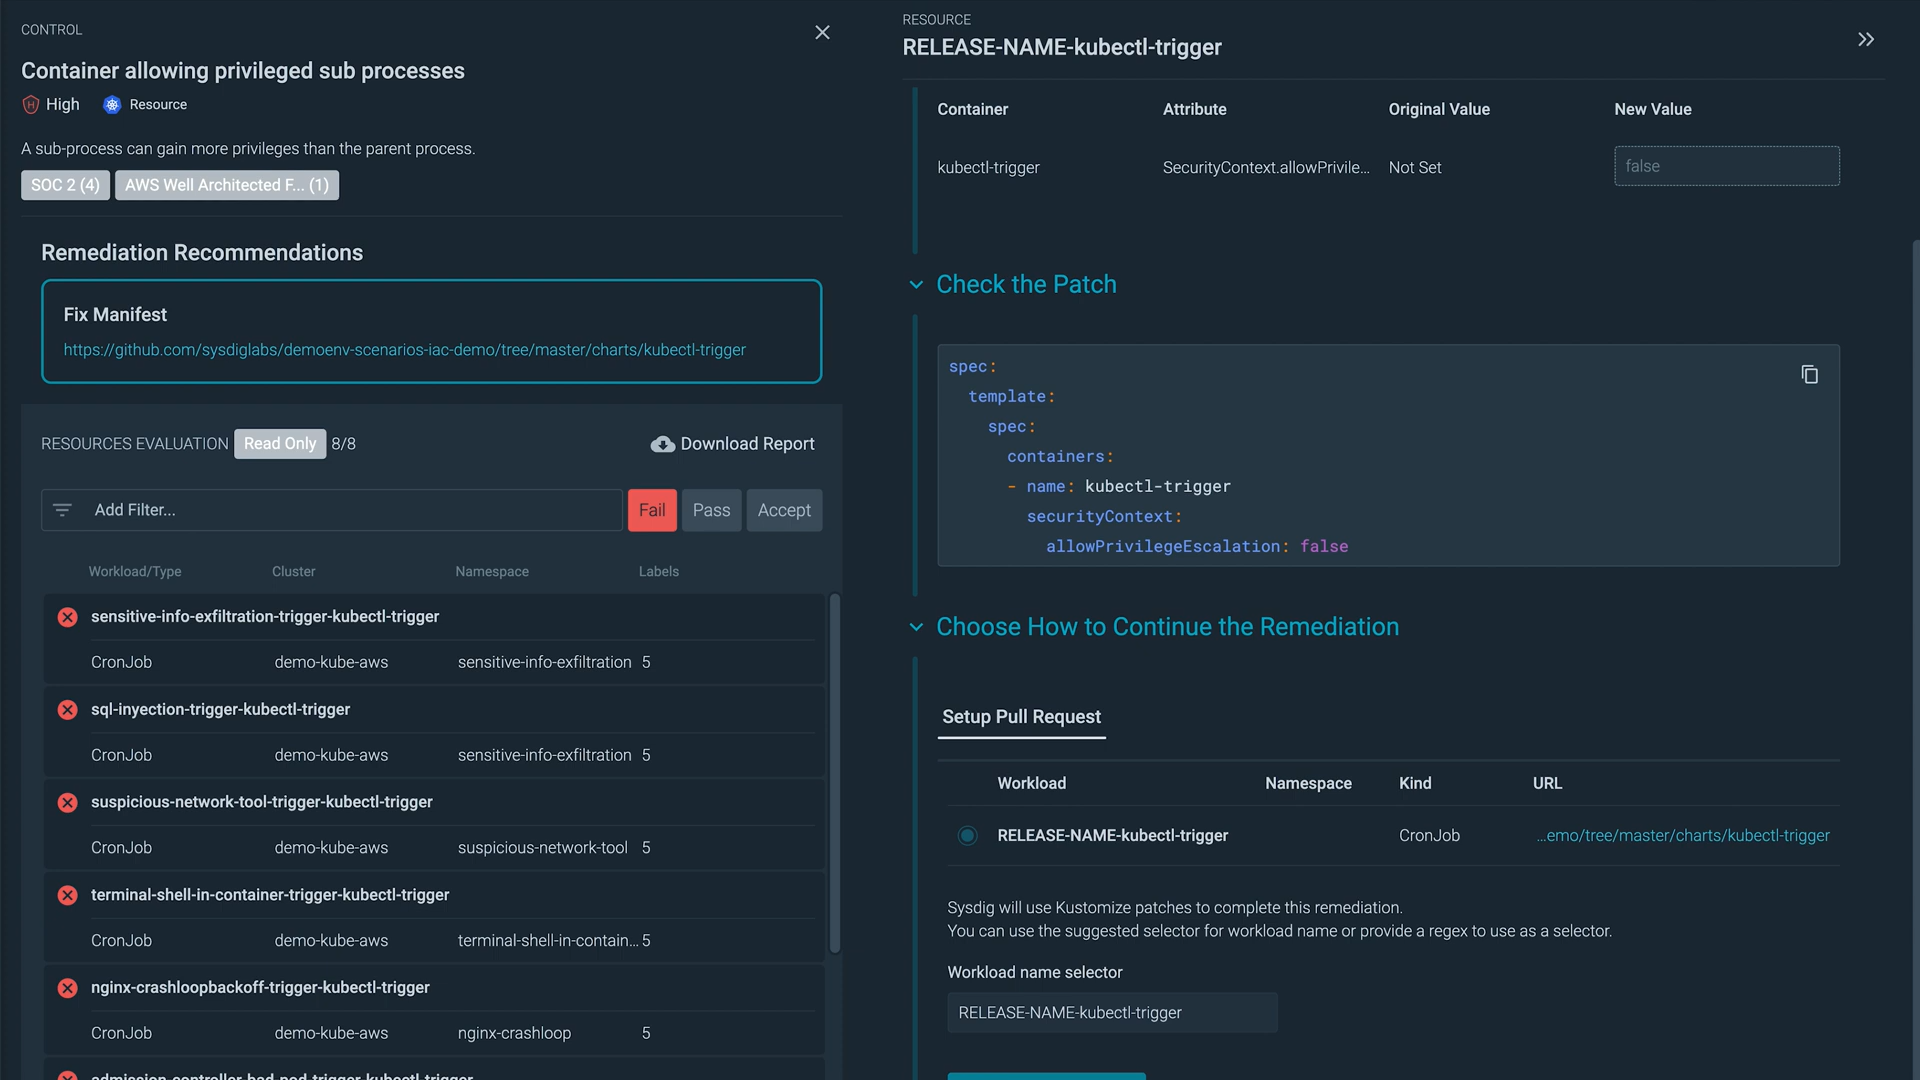 CONTROL
Container allowing privileged sub processes
High
Resource
A sub-process can gain more privileges than the parent process.
SOC 2 (4)
AWS Well Architected F... (1)
Remediation Recommendations
Fix Manifest
https://github.com/sysdiglabs/demoenv-scenarios-iac-demo/tree/master/charts/kubectl-trigger
RESOURCES EVALUATION Read Only 8/8
Download Report
Add Filter...
Fail
Pass
Accept
Workload/Type Cluster Namespace Labels
sensitive-info-exfiltration-trigger-kubectl-trigger
CronJob demo-kube-aws sensitive-info-exfiltration 5
sql-inyection-trigger-kubectl-trigger
CronJob demo-kube-aws sensitive-info-exfiltration 5
suspicious-network-tool-trigger-kubectl-trigger
CronJob demo-kube-aws suspicious-network-tool 5
terminal-shell-in-container-trigger-kubectl-trigger
CronJob demo-kube-aws terminal-shell-in-contain... 5
nginx-crashloopbackoff-trigger-kubectl-trigger
CronJob demo-kube-aws nginx-crashloop 5
admission-controller-bad-pod-trigger-kubectl-trigger
RESOURCE
RELEASE-NAME-kubectl-trigger
Container Attribute Original Value New Value
kubectl-trigger SecurityContext.allowPrivile... Not Set false
Check the Patch
spec:
template:
spec:
containers:
- name: kubectl-trigger
securityContext:
allowPrivilegeEscalation: false
Choose How to Continue the Remediation
Setup Pull Request
Workload Namespace Kind URL
RELEASE-NAME-kubectl-trigger CronJob ...emo/tree/master/charts/kubectl-trigger
Sysdig will use Kustomize patches to complete this remediation.
You can use the suggested selector for workload name or provide a regex to use as a selector.
Workload name selector
RELEASE-NAME-kubectl-trigger